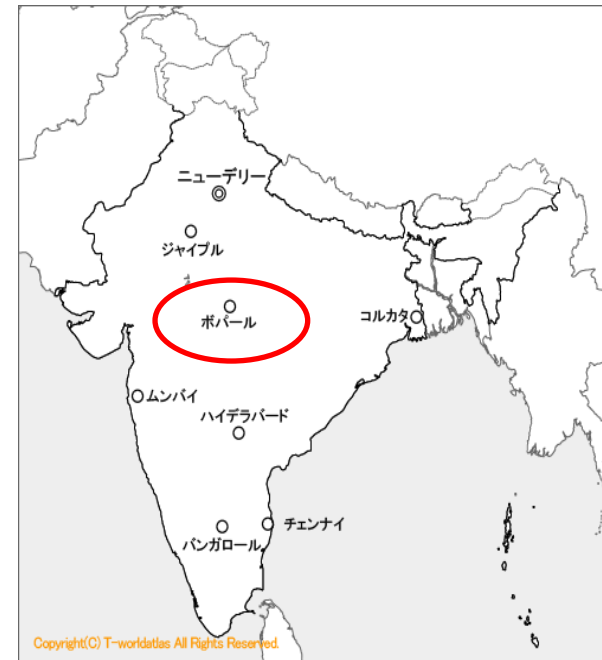 ニューデリー
ジャイプル
ボパール
コルカタ
ムンバイ
ハイデラバード
チェンナイ
バンガロール
Copyright(C) T-worldatlas All Rights Reserved.